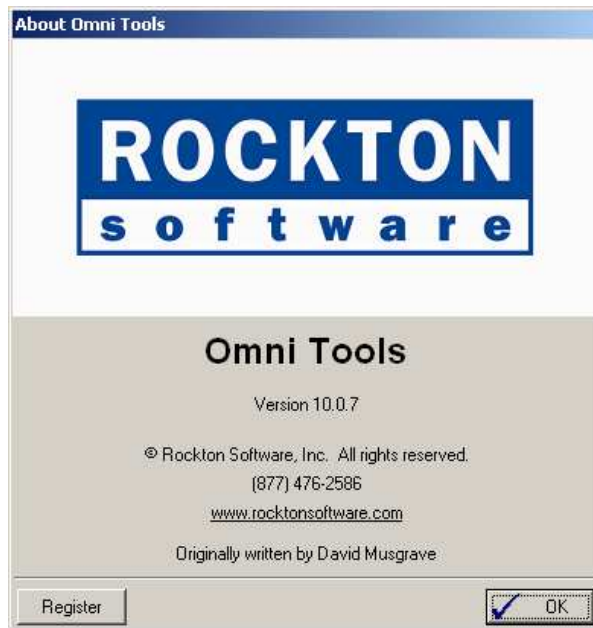 About Omni Tools
ROCKTON
software
Omni Tools
Version 10.0.7
© Rockton Software, Inc. All rights reserved.
(877) 476-2586
www.rocktonsoftware.com
Originally written by David Musgrave
Register
OK